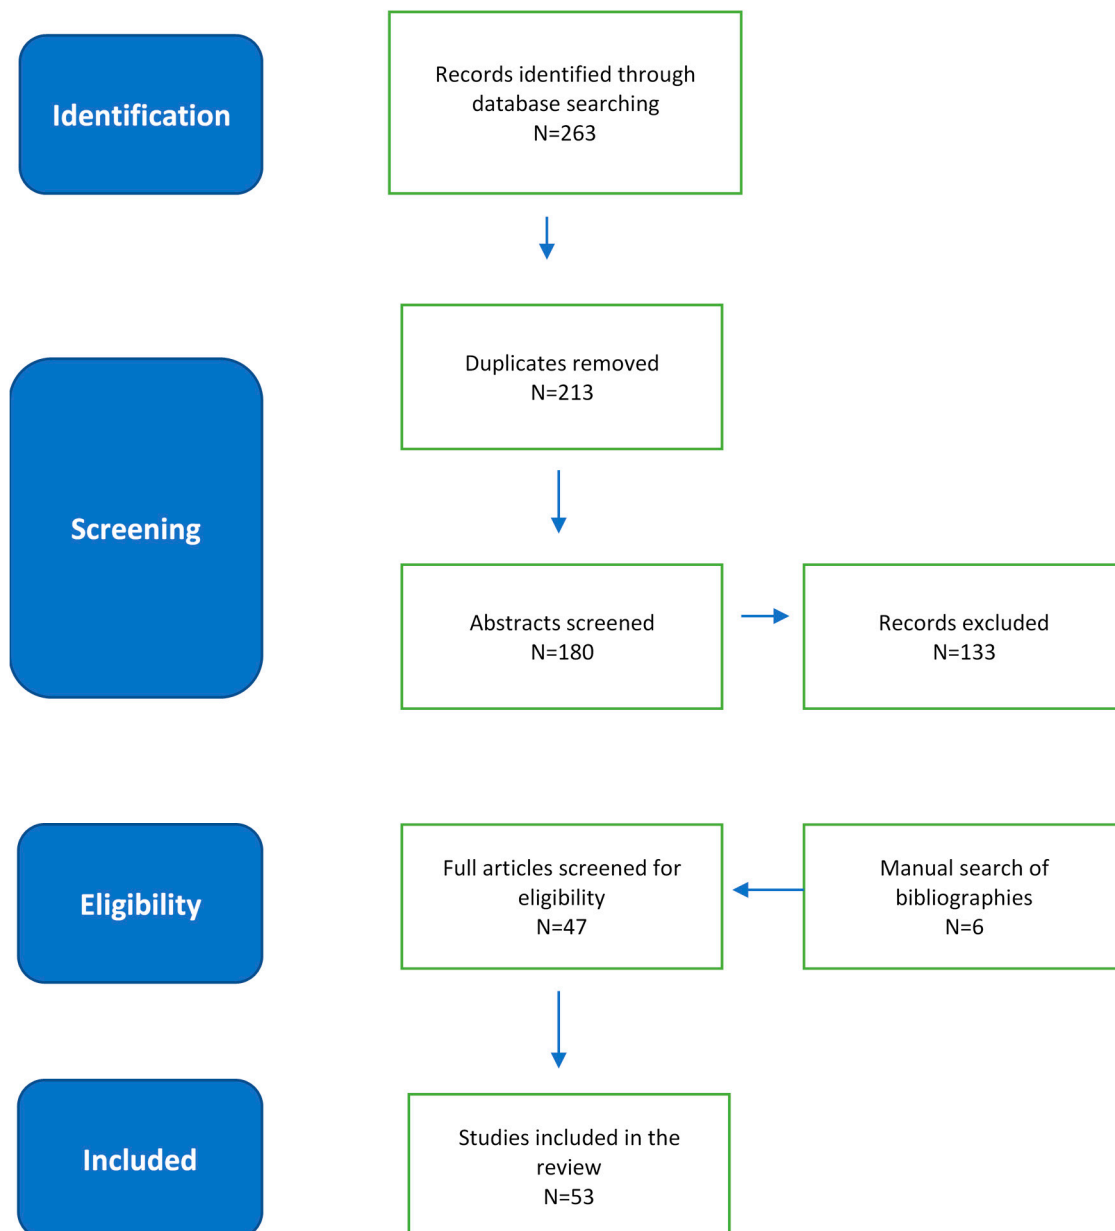 Identification
Records identified through
database searching
N=263
Duplicates removed
N=213
Screening
Abstracts screened
N=180
Records excluded
N=133
Eligibility
Full articles screened for
eligibility
N=47
Manual search of
bibliographies
N=6
Included
Studies included in the
review
N=53